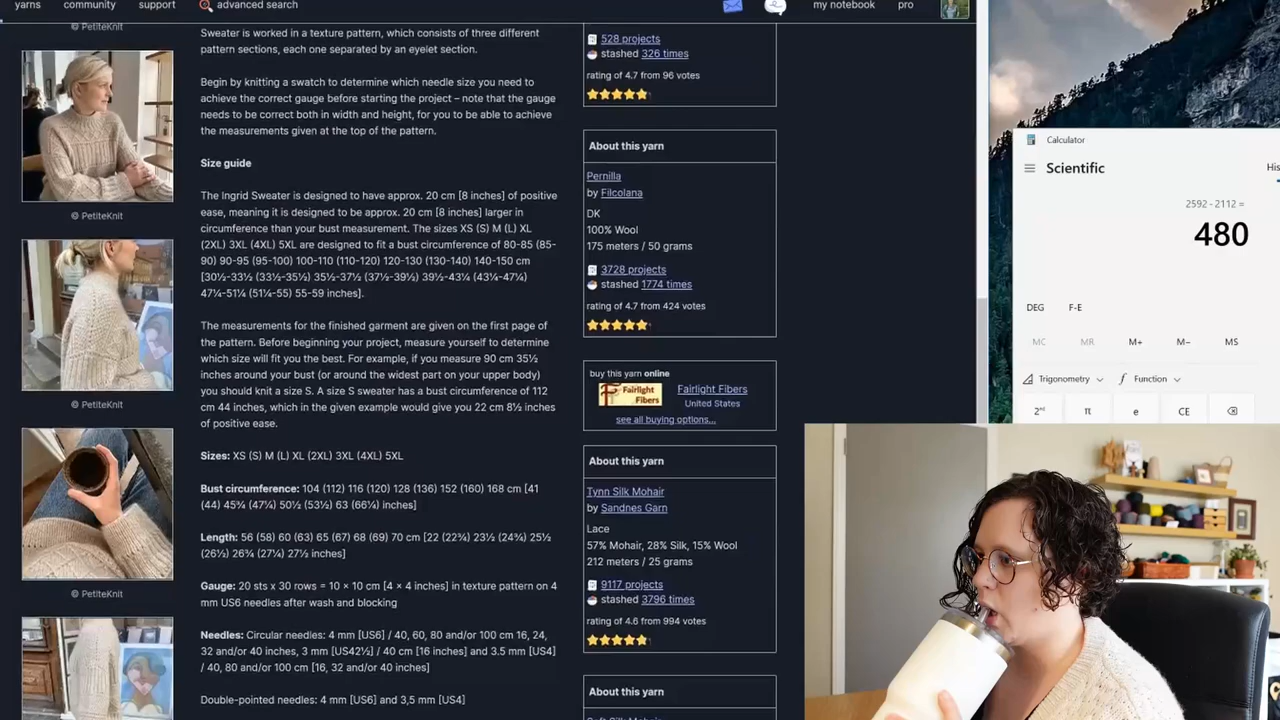 yarns community support advanced search my notebook pro
© PetiteKnit
© PetiteKnit
© PetiteKnit
© PetiteKnit
Sweater is worked in a texture pattern, which consists of three different
pattern sections, each one separated by an eyelet section.
Begin by knitting a swatch to determine which needle size you need to
achieve the correct gauge before starting the project – note that the gauge
needs to be correct both in width and height, for you to be able to achieve
the measurements given at the top of the pattern.
Size guide
The Ingrid Sweater is designed to have approx. 20 cm [8 inches] of positive
ease, meaning it is designed to be approx. 20 cm [8 inches] larger in
circumference than your bust measurement. The sizes XS (S) M (L) XL
(2XL) 3XL (4XL) 5XL are designed to fit a bust circumference of 80-85 (85-
90) 90-95 (95-100) 100-110 (110-120) 120-130 (130-140) 140-150 cm
[30½-33½ (33½-35½) 35½-37½ (37½-39½) 39½-43¼ (43¼-47¼)
47¼-51¼ (51¼-55) 55-59 inches].
The measurements for the finished garment are given on the first page of
the pattern. Before beginning your project, measure yourself to determine
which size will fit you the best. For example, if you measure 90 cm 35½
inches around your bust (or around the widest part on your upper body)
you should knit a size S. A size S sweater has a bust circumference of 112
cm 44 inches, which in the given example would give you 22 cm 8½ inches
of positive ease.
Sizes: XS (S) M (L) XL (2XL) 3XL (4XL) 5XL
Bust circumference: 104 (112) 116 (120) 128 (136) 152 (160) 168 cm [41
(44) 45¾ (47¼) 50½ (53½) 63 (66¼) inches]
Length: 56 (58) 60 (63) 65 (67) 68 (69) 70 cm [22 (22¾) 23½ (24¾) 25½
(26½) 26¾ (27¼) 27½ inches]
Gauge: 20 sts x 30 rows = 10 × 10 cm [4 × 4 inches] in texture pattern on 4
mm US6 needles after wash and blocking
Needles: Circular needles: 4 mm [US6] / 40, 60, 80 and/or 100 cm 16, 24,
32 and/or 40 inches, 3 mm [US42½] / 40 cm [16 inches] and 3.5 mm [US4]
/ 40, 80 and/or 100 cm [16, 32 and/or 40 inches]
Double-pointed needles: 4 mm [US6] and 3,5 mm [US4]
528 projects
stashed 326 times
rating of 4.7 from 96 votes
About this yarn
Pernilla
by Filcolana
DK
100% Wool
175 meters / 50 grams
3728 projects
stashed 1774 times
rating of 4.7 from 424 votes
buy this yarn online
Fairlight Fibers
Fairlight Fibers
United States
see all buying options...
About this yarn
Tynn Silk Mohair
by Sandnes Garn
Lace
57% Mohair, 28% Silk, 15% Wool
212 meters / 25 grams
9117 projects
stashed 3796 times
rating of 4.6 from 994 votes
About this yarn
Calculator
Scientific
2592 - 2112 =
480
DEG F-E
MC MR M+ M− MS
Trigonometry Function
2ⁿᵈ π e CE